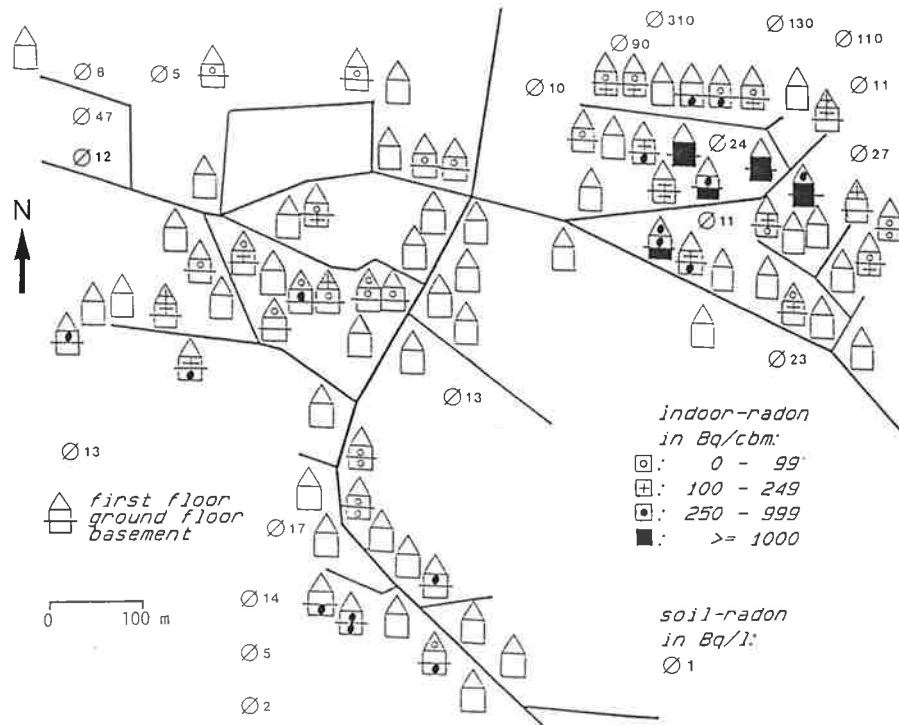 Ø 310
Ø 130
Ø 110
Ø 90
Ø 8
Ø 5
Ø 10
Ø 11
Ø 47
Ø 12
Ø 24
Ø 27
N
Ø 11
Ø 23
Ø 13
indoor-radon
in Bq/cbm:
: 0 - 99
: 100 - 249
: 250 - 999
: >= 1000
Ø 13
first floor
ground floor
basement
Ø 17
0 100 m
Ø 14
soil-radon
in Bq/l:
Ø 1
Ø 5
Ø 2